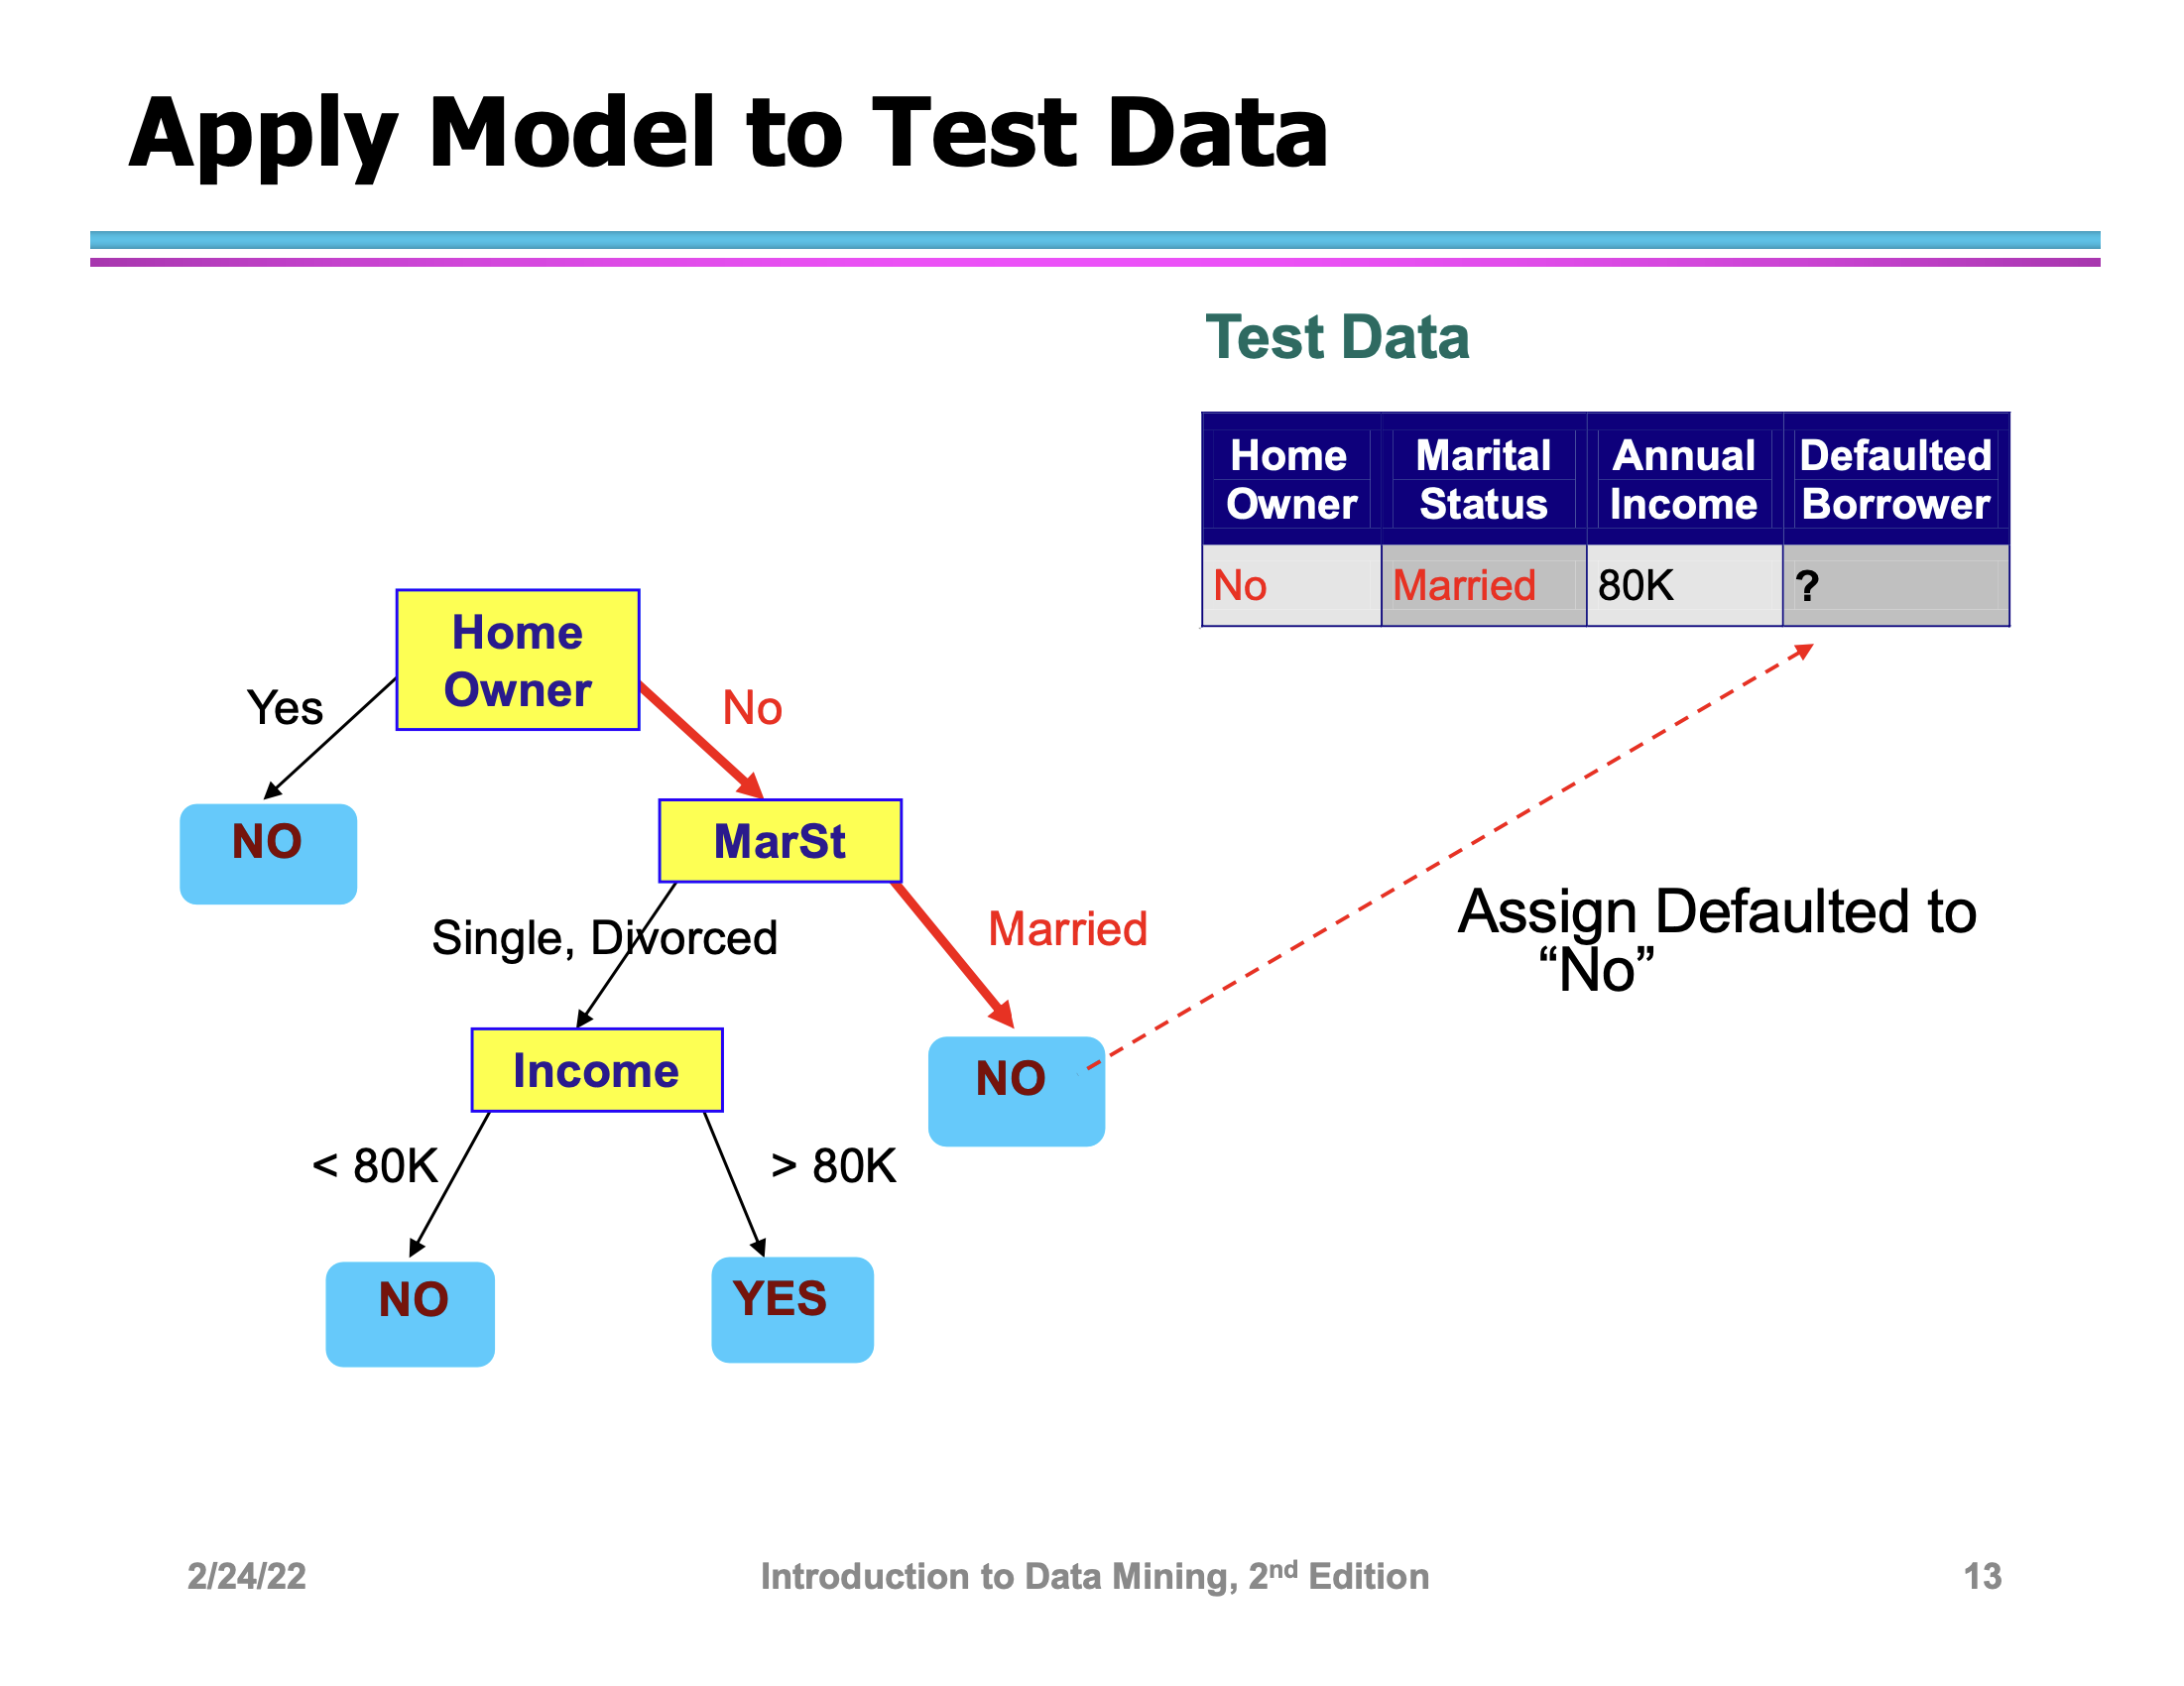 Apply Model to Test Data
Test Data
Home Owner
Marital Status
Annual Income
Defaulted Borrower
No
Married
80K
?
Home
Owner
Yes
No
NO
MarSt
Single, Divorced
Married
Assign Defaulted to
“No”
Income
NO
< 80K
> 80K
NO
YES
2/24/22
Introduction to Data Mining, 2nd Edition
13